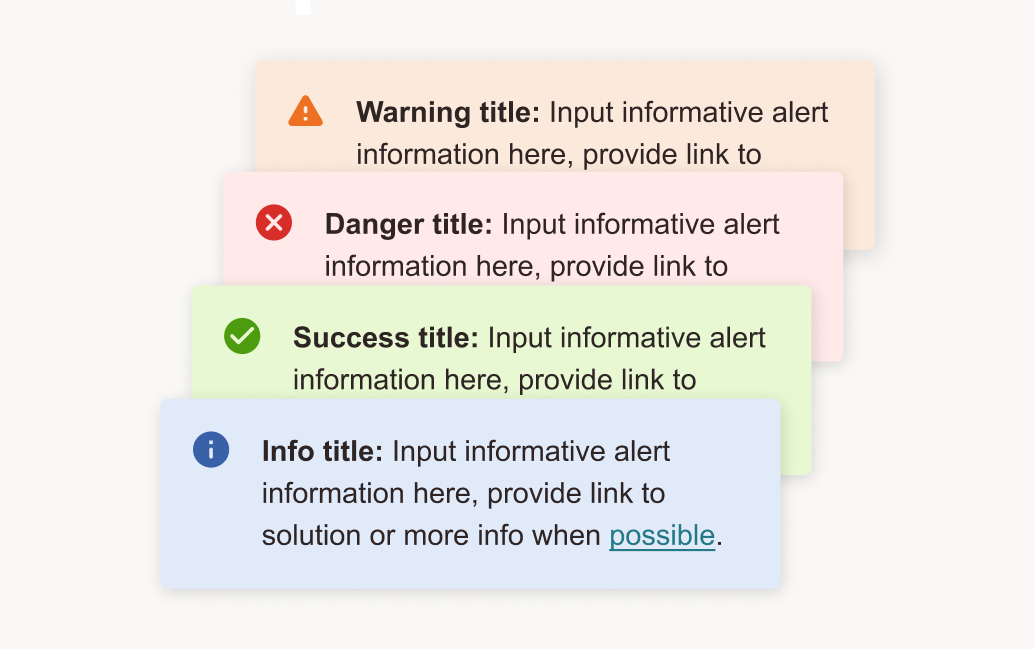 Warning title: Input informative alert
information here, provide link to
Danger title: Input informative alert
information here, provide link to
Success title: Input informative alert
information here, provide link to
Info title: Input informative alert
information here, provide link to
solution or more info when possible.